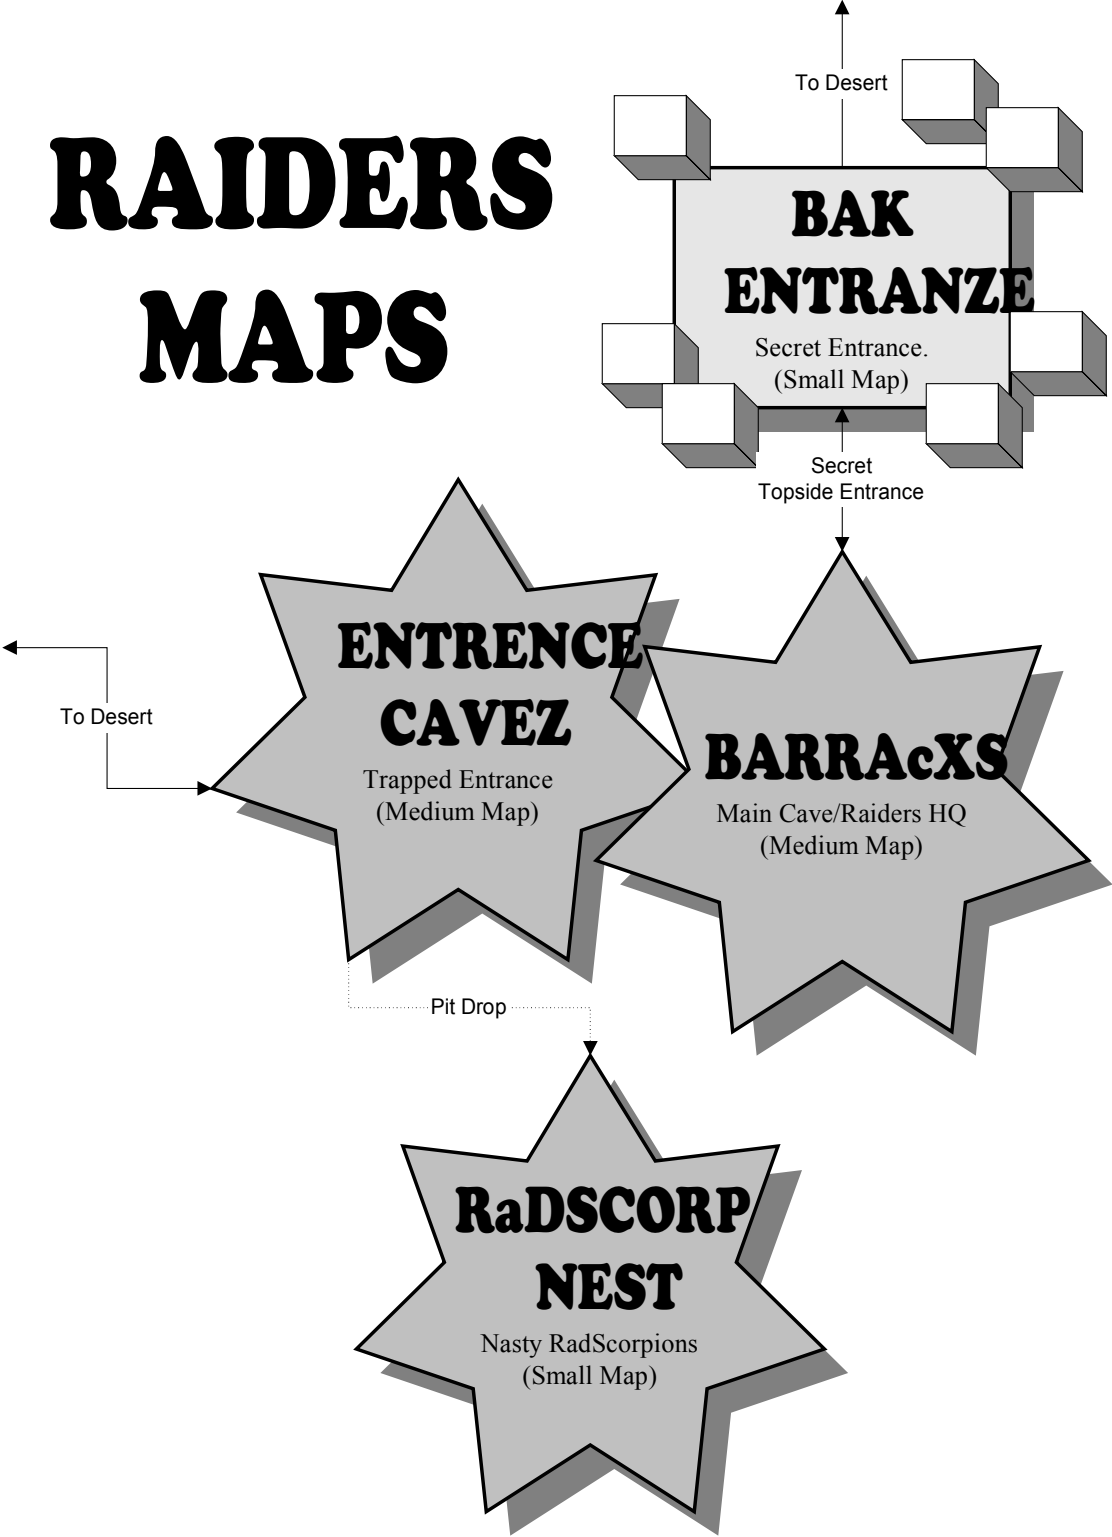 RAIDERS
MAPS
To Desert
BAK
ENTRANZE
Secret Entrance.
(Small Map)
Secret
Topside Entrance
ENTRENCE
CAVEZ
Trapped Entrance
(Medium Map)
To Desert
BARRAcXS
Main Cave/Raiders HQ
(Medium Map)
Pit Drop
RaDSCORP
NEST
Nasty RadScorpions
(Small Map)